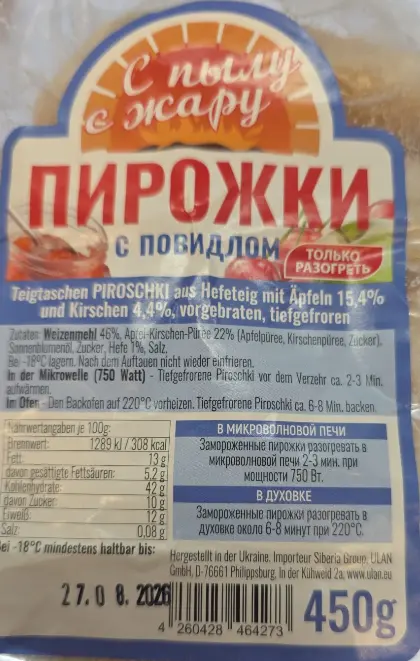 С пылу
с жару
ПИРОЖКИ
С ПОВИДЛОМ
ТОЛЬКО
РАЗОГРЕТЬ
Teigtaschen PIROSCHKI aus Hefeteig mit Äpfeln 15,4%
und Kirschen 4,4%, vorgebraten, tiefgefroren
Zutaten: Weizenmehl 46%, Apfel-Kirschen-Püree 22% (Apfelpüree, Kirschenpüree, Zucker),
Sonnenblumenöl, Zucker, Hefe 1%, Salz.
Bei -18°C lagern. Nach dem Auftauen nicht wieder einfrieren.
In der Mikrowelle (750 Watt) - Tiefgefrorene Piroschki vor dem Verzehr ca. 2-3 Min.
aufwärmen.
Im Ofen - Den Backofen auf 220°C vorheizen. Tiefgefrorene Piroschki ca. 6-8 Min. backen.
Nährwertangaben je 100g:
Brennwert: 1289 kJ / 308 kcal
Fett: 13 g
davon gesättigte Fettsäuren: 5,2 g
Kohlenhydrate: 42 g
davon Zucker: 10 g
Eiweiß: 12 g
Salz: 0,08 g
В МИКРОВОЛНОВОЙ ПЕЧИ
Замороженные пирожки разогревать в
микроволновой печи 2-3 мин. при
мощности 750 Вт.
В ДУХОВКЕ
Замороженные пирожки разогревать в
духовке около 6-8 минут при 220°C.
Bei -18°C mindestens haltbar bis:
27.08.2026
Hergestellt in der Ukraine. Importeur Siberia Group, ULAN
GmbH, D-76661 Philippsburg, In der Kühweid 2a, www.ulan.eu
4 260428 464273
450g